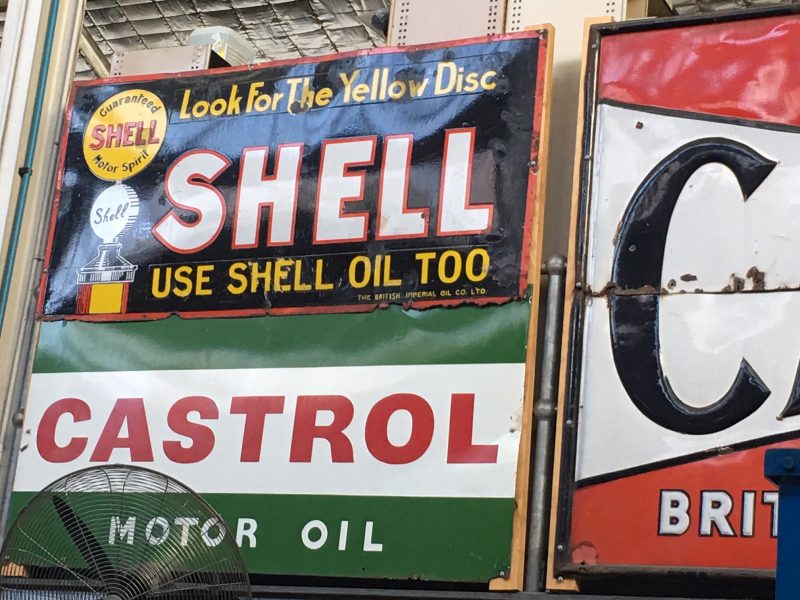 Look For The Yellow Disc
Guaranteed
SHELL
Motor Spirit
Shell
SHELL
USE SHELL OIL TOO
THE BRITISH IMPERIAL OIL CO. LTD.
CASTROL
MOTOR OIL
C
BRIT